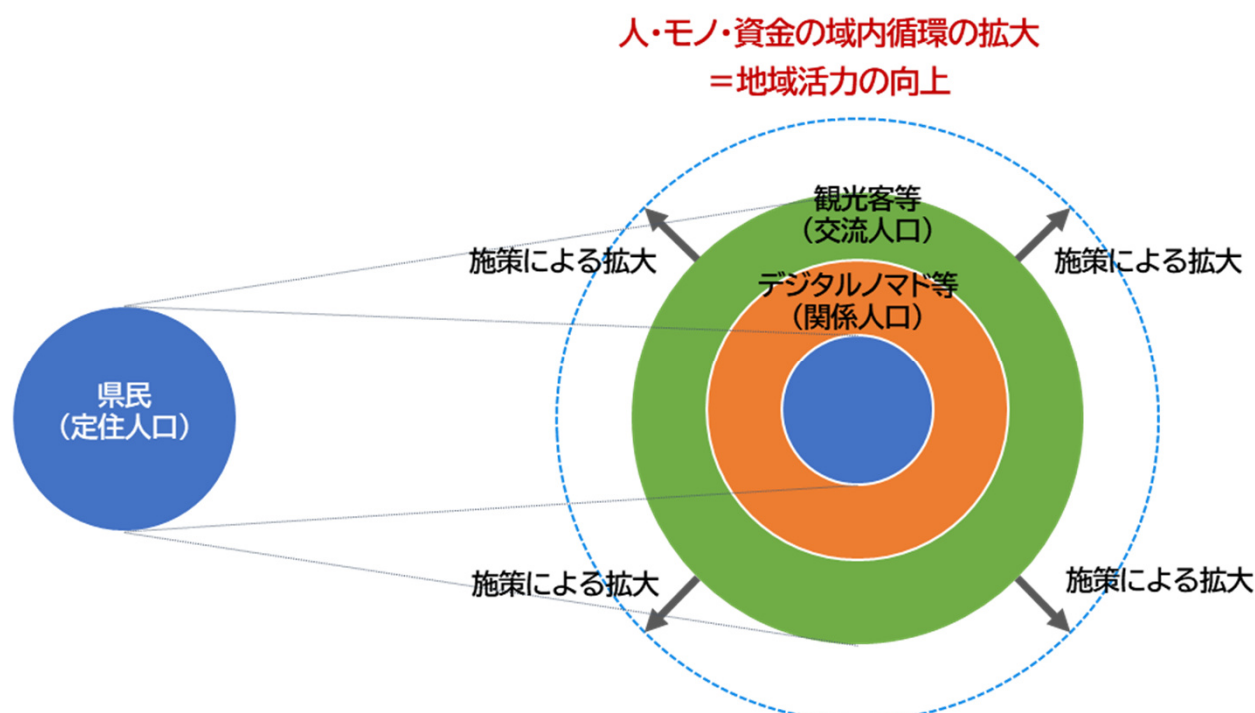 人・モノ・資金の域内循環の拡大
＝地域活力の向上
観光客等
（交流人口）
施策による拡大
施策による拡大
デジタルノマド等
（関係人口）
県民
（定住人口）
施策による拡大
施策による拡大